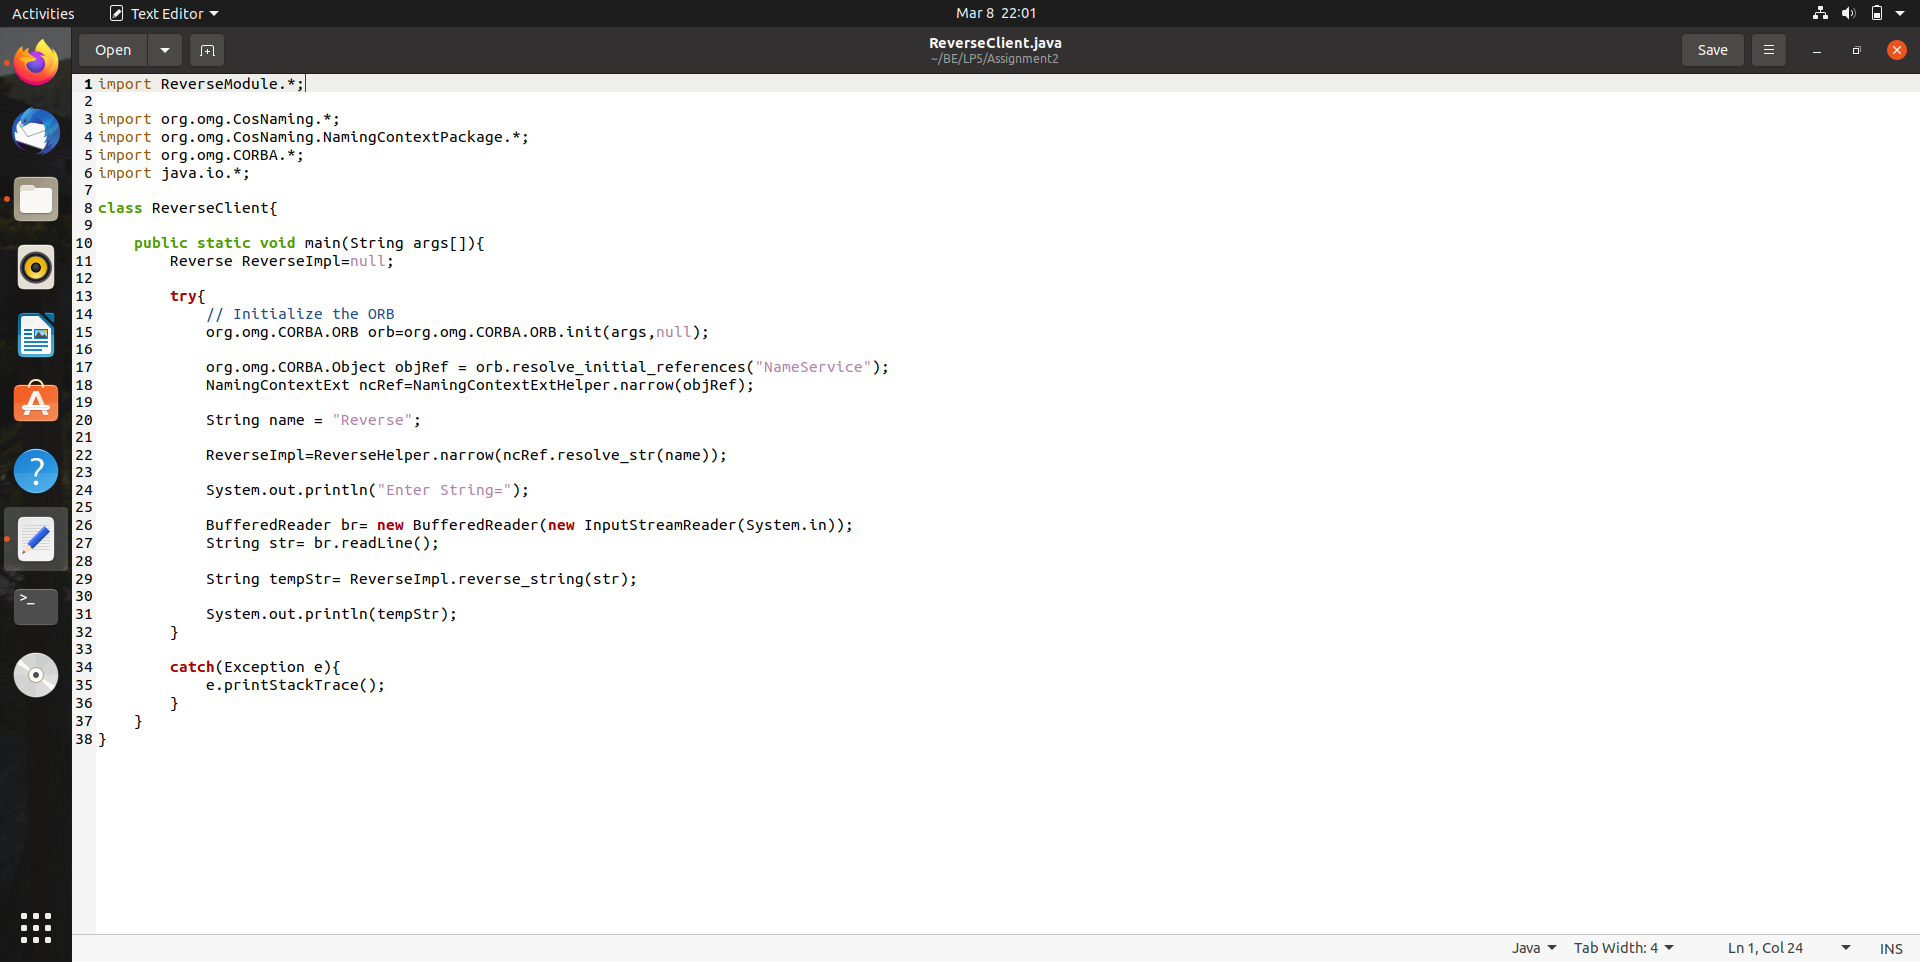 Activities Text Editor Mar 8 22:01
Open ReverseClient.java Save
~/BE/LP5/Assignment2
1 import ReverseModule.*;
2
3 import org.omg.CosNaming.*;
4 import org.omg.CosNaming.NamingContextPackage.*;
5 import org.omg.CORBA.*;
6 import java.io.*;
7
8 class ReverseClient{
9
10     public static void main(String args[]){
11         Reverse ReverseImpl=null;
12
13         try{
14             // Initialize the ORB
15             org.omg.CORBA.ORB orb=org.omg.CORBA.ORB.init(args,null);
16
17             org.omg.CORBA.Object objRef = orb.resolve_initial_references("NameService");
18             NamingContextExt ncRef=NamingContextExtHelper.narrow(objRef);
19
20             String name = "Reverse";
21
22             ReverseImpl=ReverseHelper.narrow(ncRef.resolve_str(name));
23
24             System.out.println("Enter String=");
25
26             BufferedReader br= new BufferedReader(new InputStreamReader(System.in));
27             String str= br.readLine();
28
29             String tempStr= ReverseImpl.reverse_string(str);
30
31             System.out.println(tempStr);
32         }
33
34         catch(Exception e){
35             e.printStackTrace();
36         }
37     }
38 }
Java Tab Width: 4 Ln 1, Col 24 INS